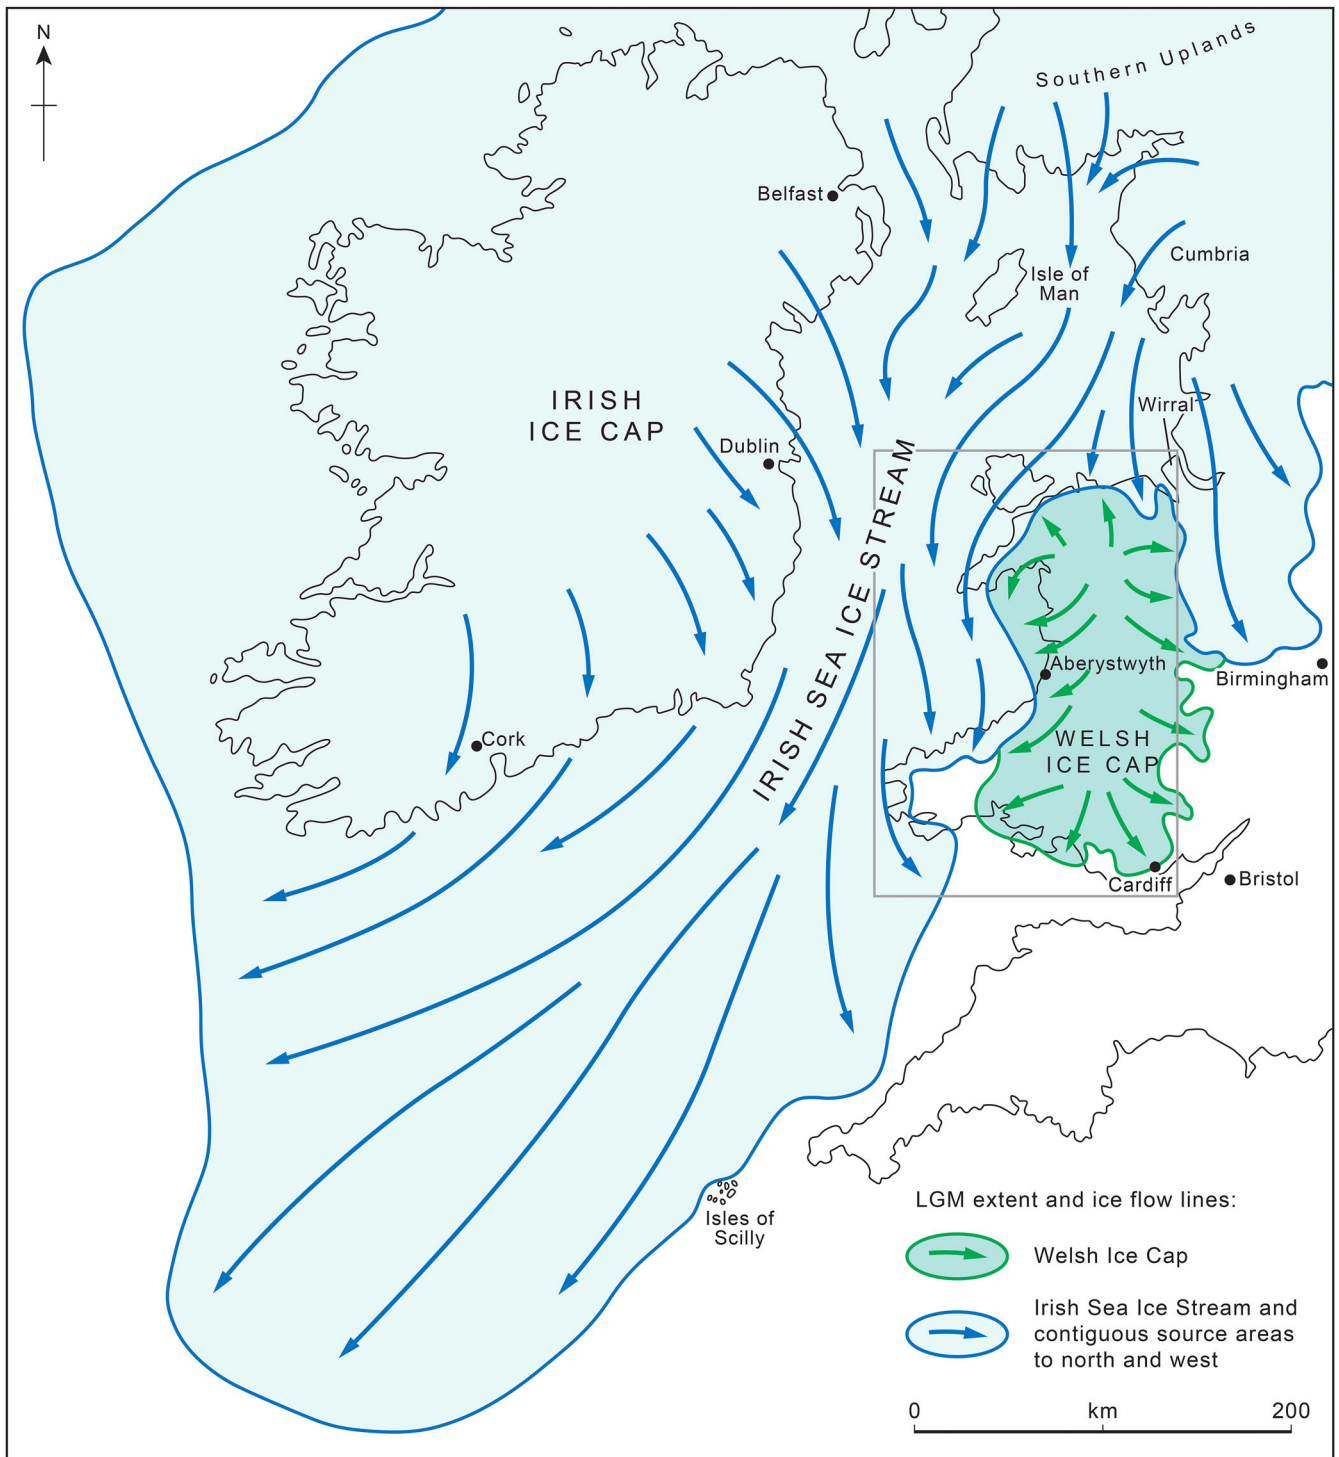 N
Southern Uplands
Belfast
Cumbria
Isle of
Man
IRISH
ICE CAP
Wirral
Dublin
IRISH SEA ICE STREAM
Aberystwyth
Birmingham
Cork
WELSH
ICE CAP
Cardiff
Bristol
Isles of
Scilly
LGM extent and ice flow lines:
Welsh Ice Cap
Irish Sea Ice Stream and
contiguous source areas
to north and west
0 km 200